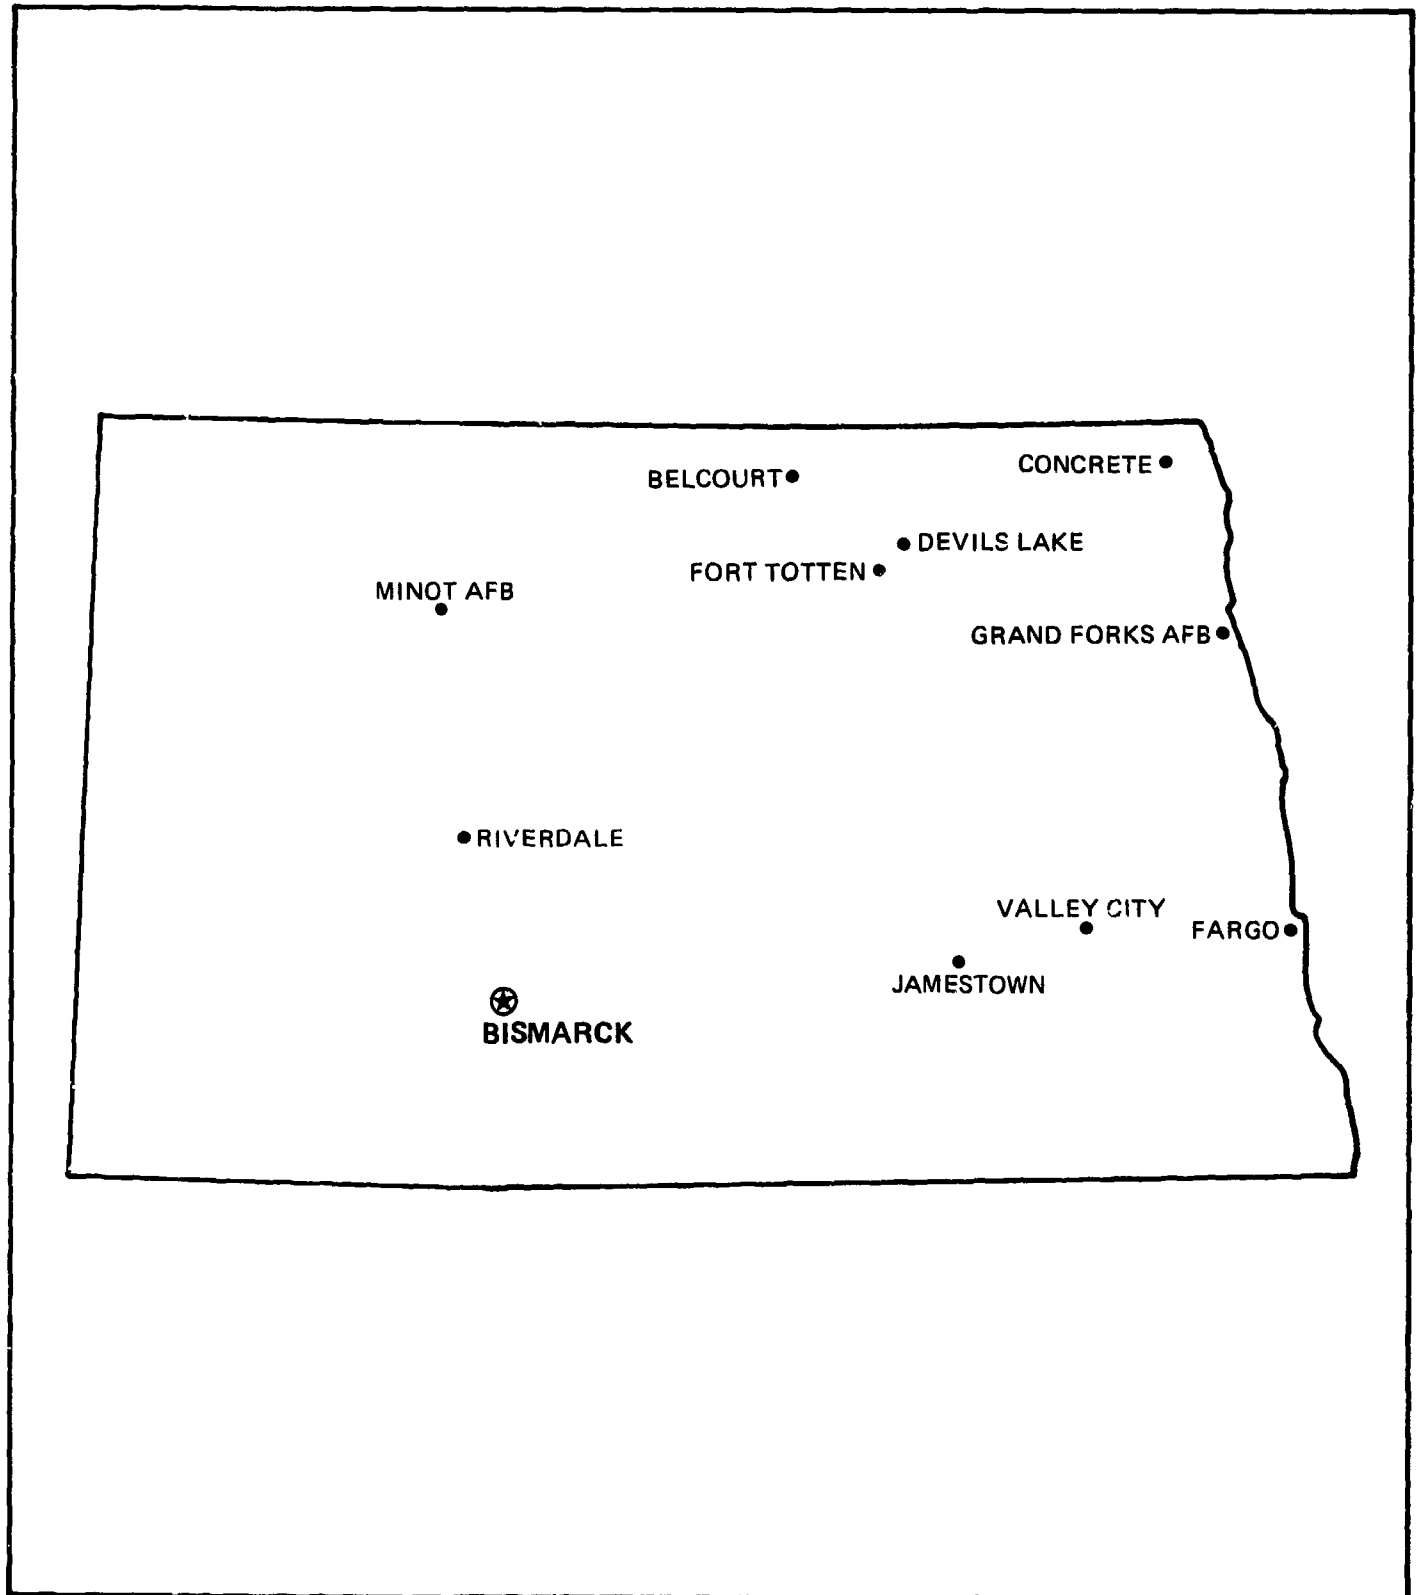 CONCRETE
BELCOURT
DEVILS LAKE
FORT TOTTEN
MINOT AFB
GRAND FORKS AFB
RIVERDALE
VALLEY CITY
FARGO
JAMESTOWN
BISMARCK